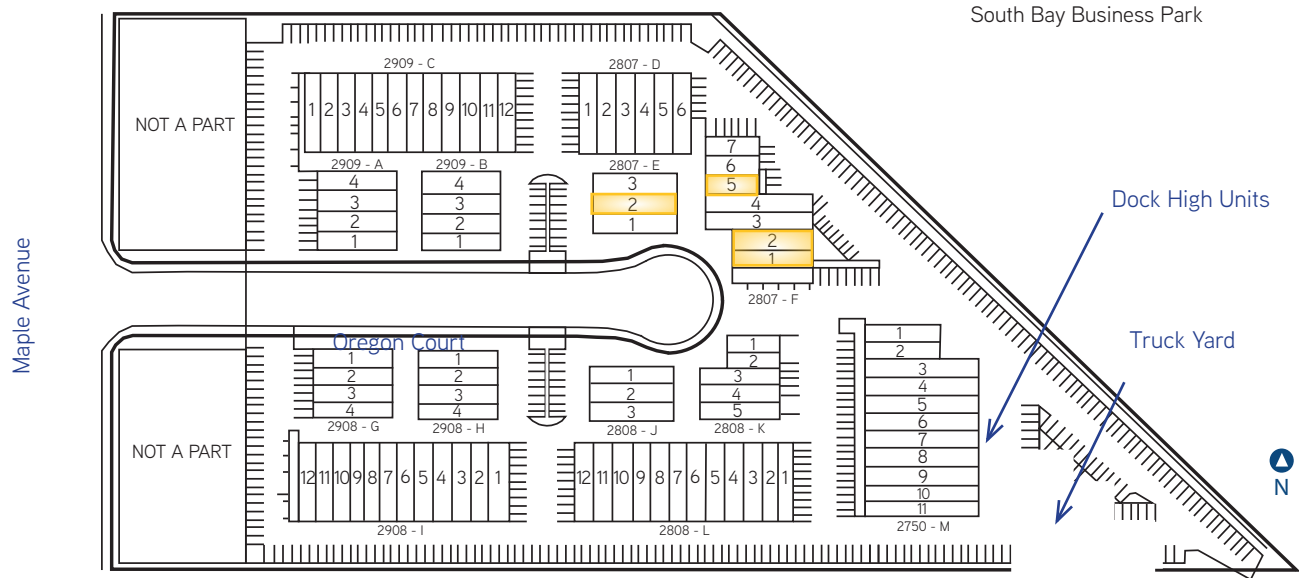 South Bay Business Park
2909 - C
2807 - D
NOT A PART
1 2 3 4 5 6 7 8 9 10 11 12
1 2 3 4 5 6
7
6
5
4
3
2
1
2807 - F
2909 - A
4
3
2
1
2909 - B
4
3
2
1
2807 - E
3
2
1
Dock High Units
Maple Avenue
Truck Yard
Oregon Court
1
2
3
4
2908 - G
1
2
3
4
2908 - H
1
2
3
2808 - J
1
2
3
4
5
2808 - K
1
2
3
4
5
6
7
8
9
10
11
2750 - M
NOT A PART
12 11 10 9 8 7 6 5 4 3 2 1
2908 - I
12 11 10 9 8 7 6 5 4 3 2 1
2808 - L
N